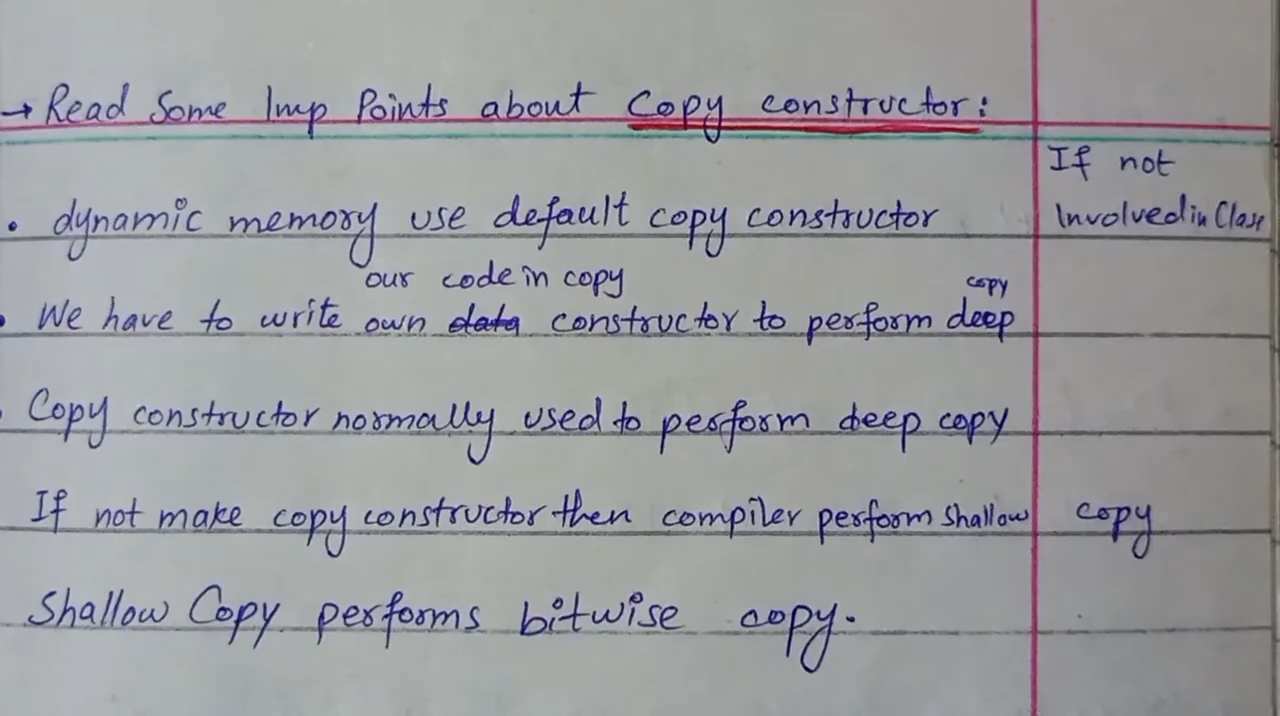 → Read Some Imp Points about Copy constructor:
If not
. dynamic memory use default copy constructor Involved in Class
our code in copy copy
. We have to write own data constructor to perform deep
. Copy constructor normally used to perform deep copy
If not make copy constructor then compiler perform Shallow copy
Shallow Copy performs bitwise copy.